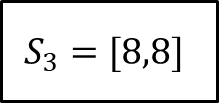 S₃ = [8,8]